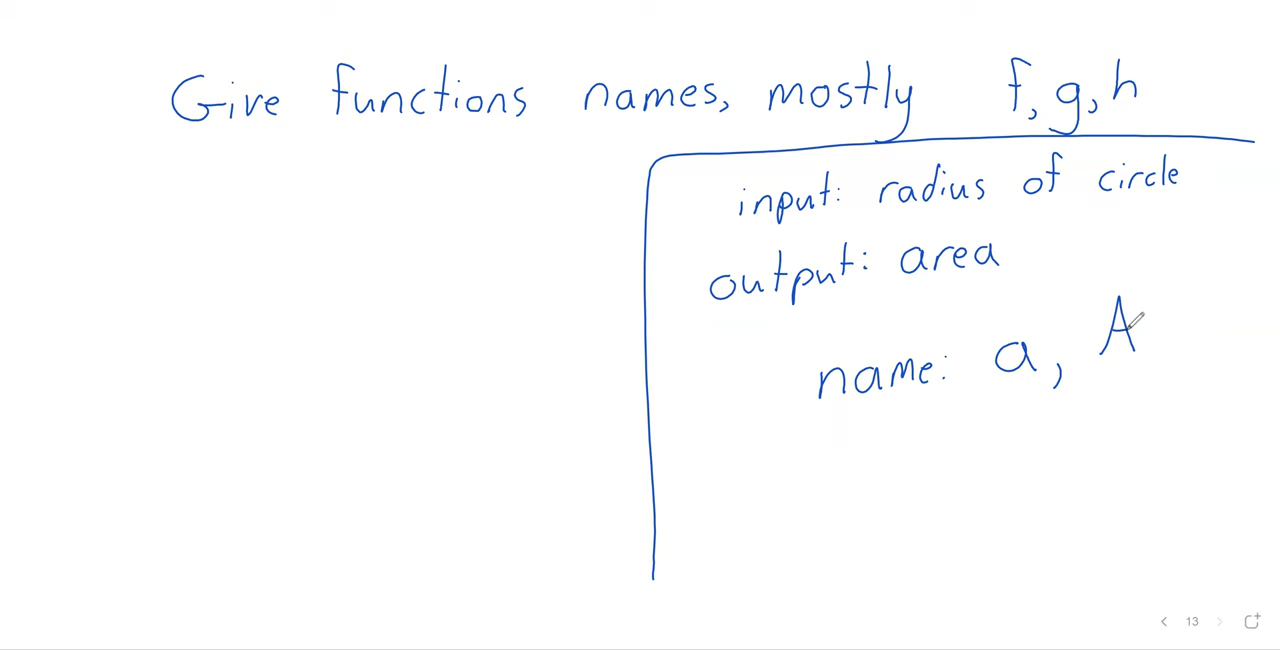 Give functions names, mostly f, g, h
input: radius of circle
output: area
name: a, A
13